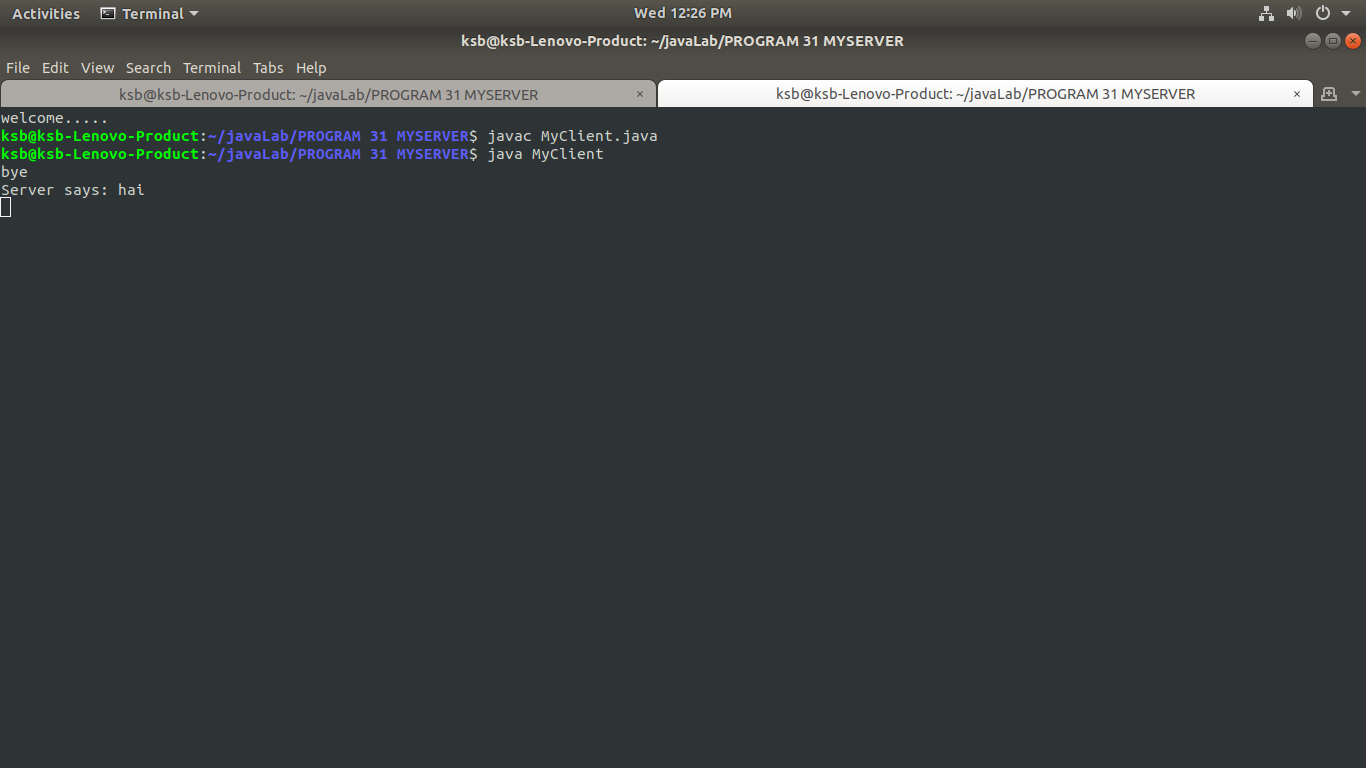 Activities Terminal Wed 12:26 PM
ksb@ksb-Lenovo-Product: ~/javaLab/PROGRAM 31 MYSERVER
File Edit View Search Terminal Tabs Help
ksb@ksb-Lenovo-Product: ~/javaLab/PROGRAM 31 MYSERVER × ksb@ksb-Lenovo-Product: ~/javaLab/PROGRAM 31 MYSERVER ×
welcome.....
ksb@ksb-Lenovo-Product:~/javaLab/PROGRAM 31 MYSERVER$ javac MyClient.java
ksb@ksb-Lenovo-Product:~/javaLab/PROGRAM 31 MYSERVER$ java MyClient
bye
Server says: hai